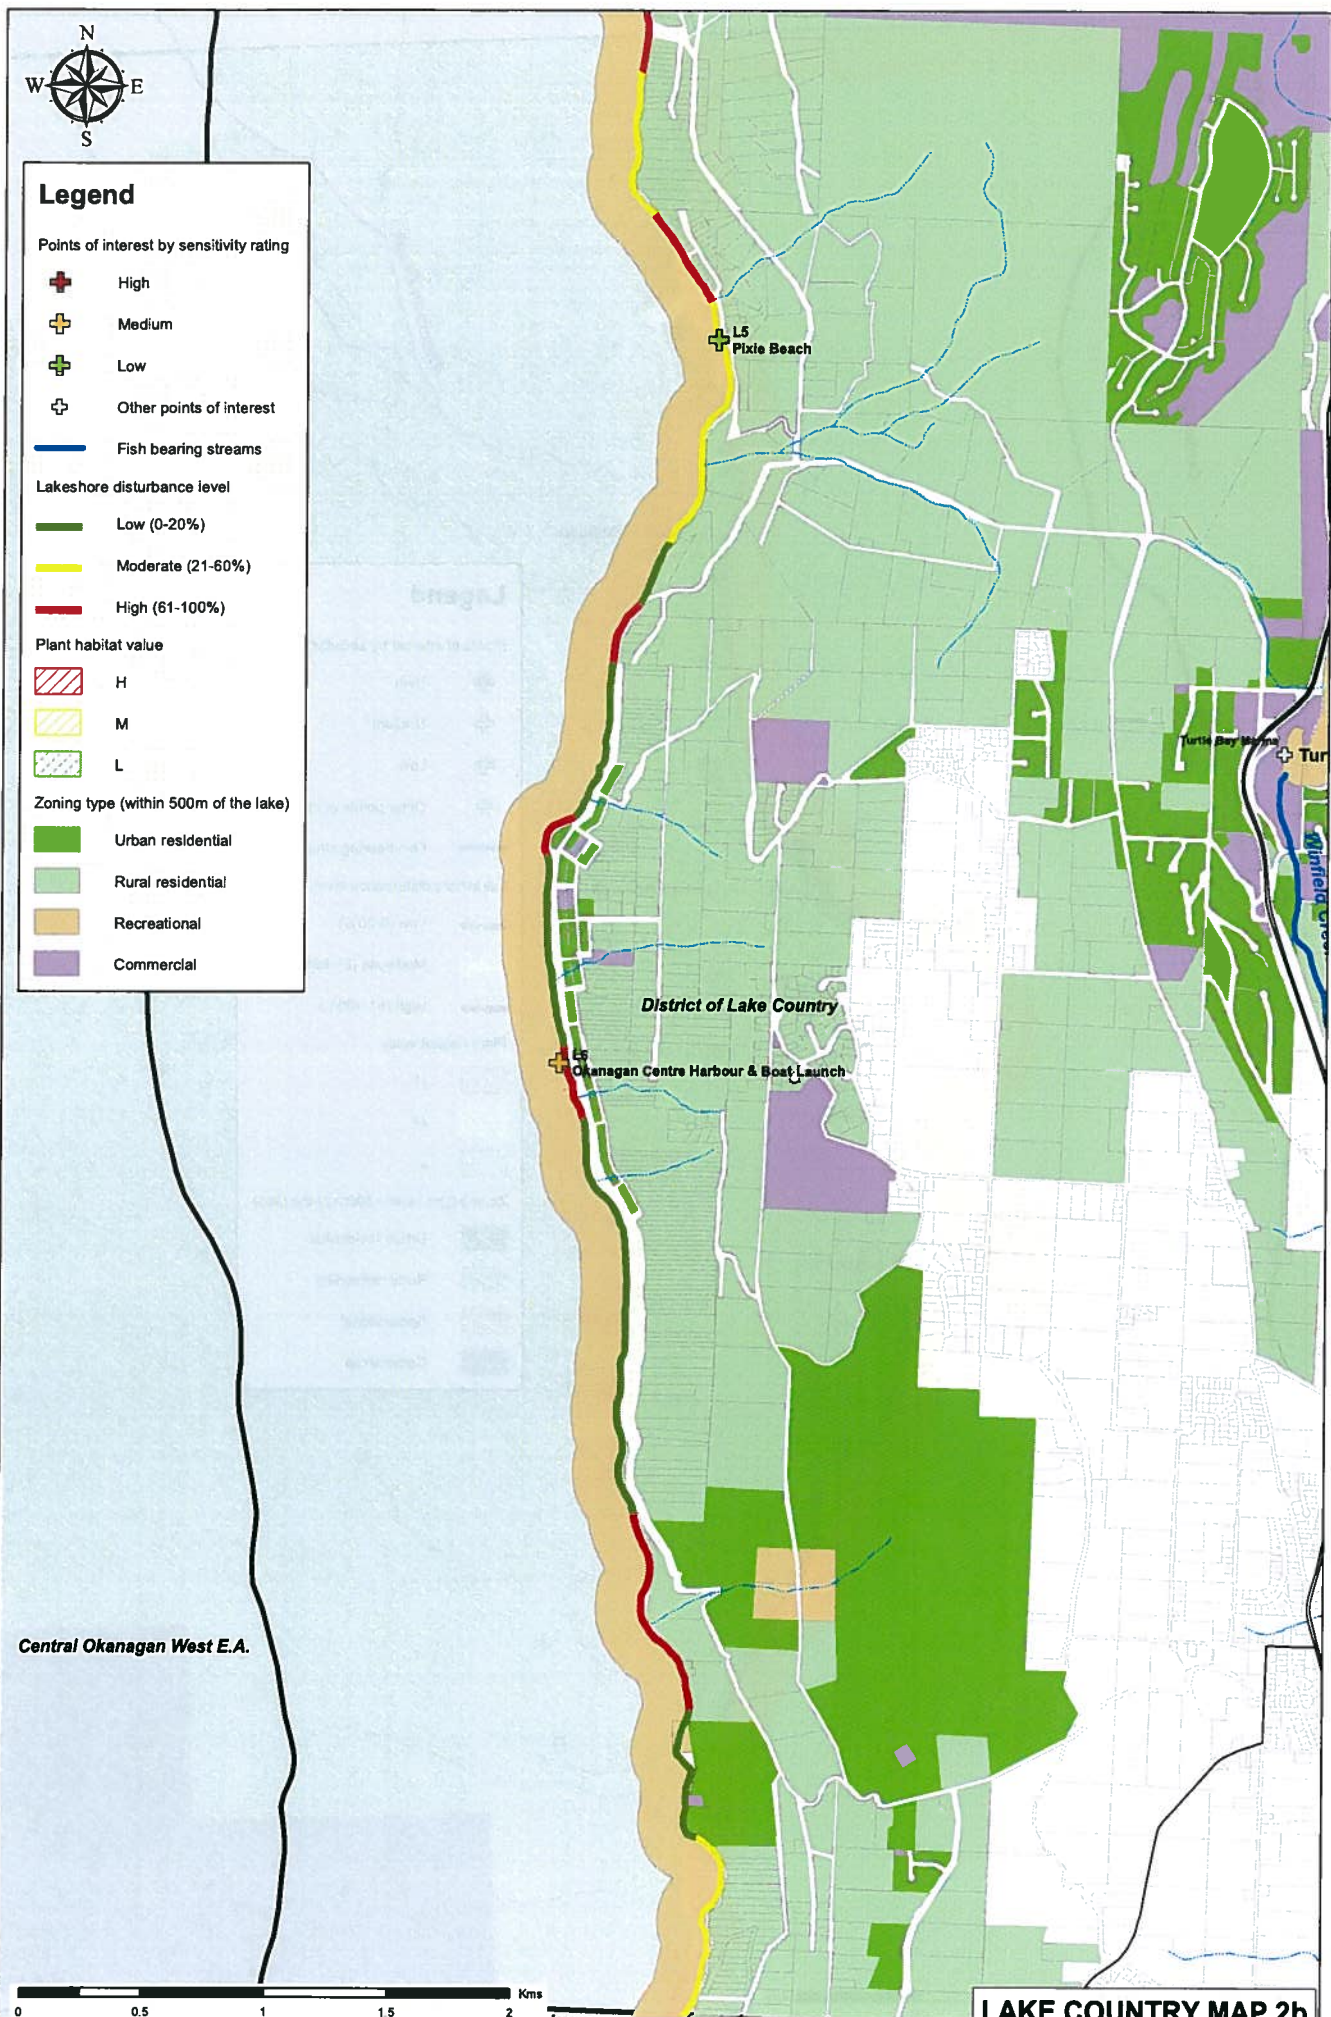 N
W E
S
Legend
Points of interest by sensitivity rating
High
Medium
Low
Other points of interest
Fish bearing streams
Lakeshore disturbance level
Low (0-20%)
Moderate (21-60%)
High (61-100%)
Plant habitat value
H
M
L
Zoning type (within 500m of the lake)
Urban residential
Rural residential
Recreational
Commercial
L5
Pixie Beach
Turtle Bay Marina
Tur
Winfield Cree
District of Lake Country
L6
Okanagan Centre Harbour & Boat Launch
Central Okanagan West E.A.
Kms
0 0.5 1 1.5 2
LAKE COUNTRY MAP 2b